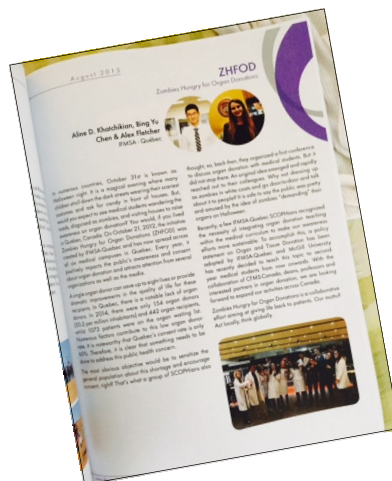 August 2015
ZHFOD
Zombies Hungry for Organ Donations
Aline D. Khatchikian, Bing Yu
Chen & Alex Fletcher
IFMSA - Québec
In numerous countries, October 31st is known as
Halloween night. It is a magical evening where many
children stroll down the dark streets wearing their scariest
costumes and ask for candy in front of houses. But,
would you expect to see medical students wandering the
roads, disguised as zombies, and visiting houses to raise
awareness on organ donation? You would, if you lived
in Quebec, Canada. On October 21, 2012, the initiative
Zombies Hungry for Organ Donations (ZHFOD) was
created by IFMSA-Québec and has now spread across
all its medical campuses in Quebec. Every year, it
positively impacts the public's awareness and consent
about organ donation and attracts attention from several
organizations as well as the media.
A single organ donor can save up to eight lives or provide
dramatic improvements in the quality of life for these
recipients. In Quebec, there is a notable lack of organ
donors. In 2014, there were only 154 organ donors
(20.2 per million inhabitants) and 442 organ recipients,
while 1073 patients were on the organ waiting list.
Numerous factors contribute to this low organ donor
rate. It is noteworthy that Quebec's consent rate is only
Therefore, it is clear that something needs to be
done to address this public health concern.
The most obvious objective would be to sensitize the
general population about this shortage and encourage
consent, right? That's what a group of SCOPHians also
thought, so, back then, they organized a first conference
to discuss organ donation with medical students. But it
did not stop there. An original idea emerged and rapidly
reached out to their colleagues. Why not dressing up
as zombies in white coats and go door-to-door and ask
about it to people? It is safe to say the public was pretty
and amused by the idea of zombies "demanding" their
organs on Halloween.
Recently, a few IFMSA-Québec SCOPHians recognized
the necessity of integrating organ donation teaching
within the medical curriculum to make our awareness
efforts more sustainable. To accomplish this, a policy
statement on Organ and Tissue Donation has been
adopted by IFMSA-Québec and McGill University
has recently decided to teach this topic to second
year medical students from now onwards. With the
collaboration of CFMS-Canada, deans, professors and
interested partners in organ donation, we are looking
forward to expand our activities across Canada.
Zombies Hungry for Organ Donations is a collaborative
effort aiming at giving life back to patients. Our motto?
Act locally, think globally.